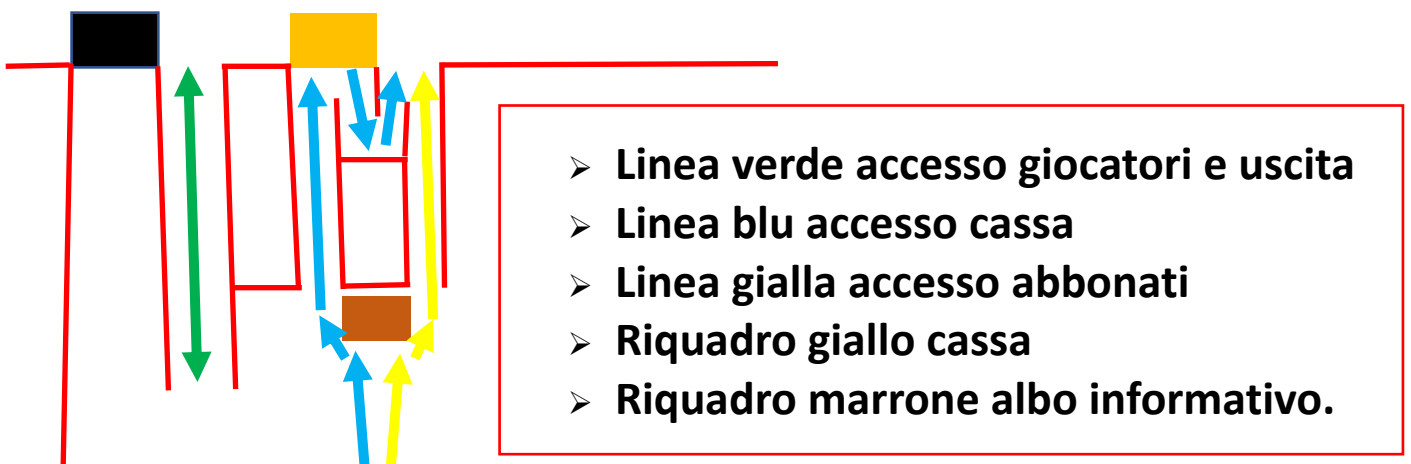 ➢ Linea verde accesso giocatori e uscita
➢ Linea blu accesso cassa
➢ Linea gialla accesso abbonati
➢ Riquadro giallo cassa
➢ Riquadro marrone albo informativo.